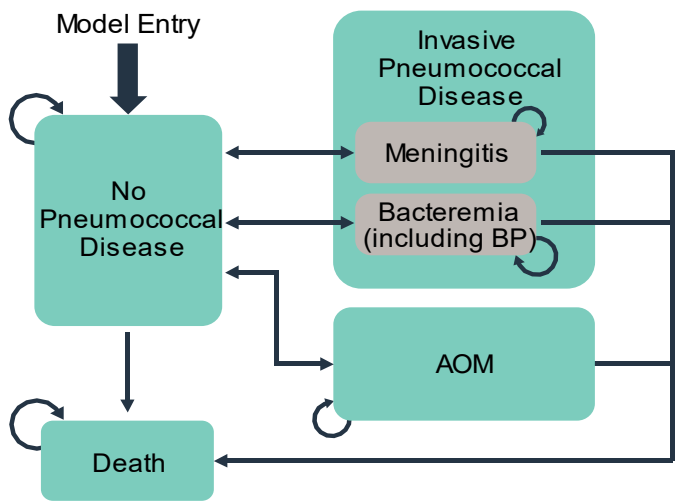 Model Entry
Invasive
Pneumococcal
Disease
Meningitis
No
Pneumococcal
Disease
Bacteremia
(including BP)
AOM
Death